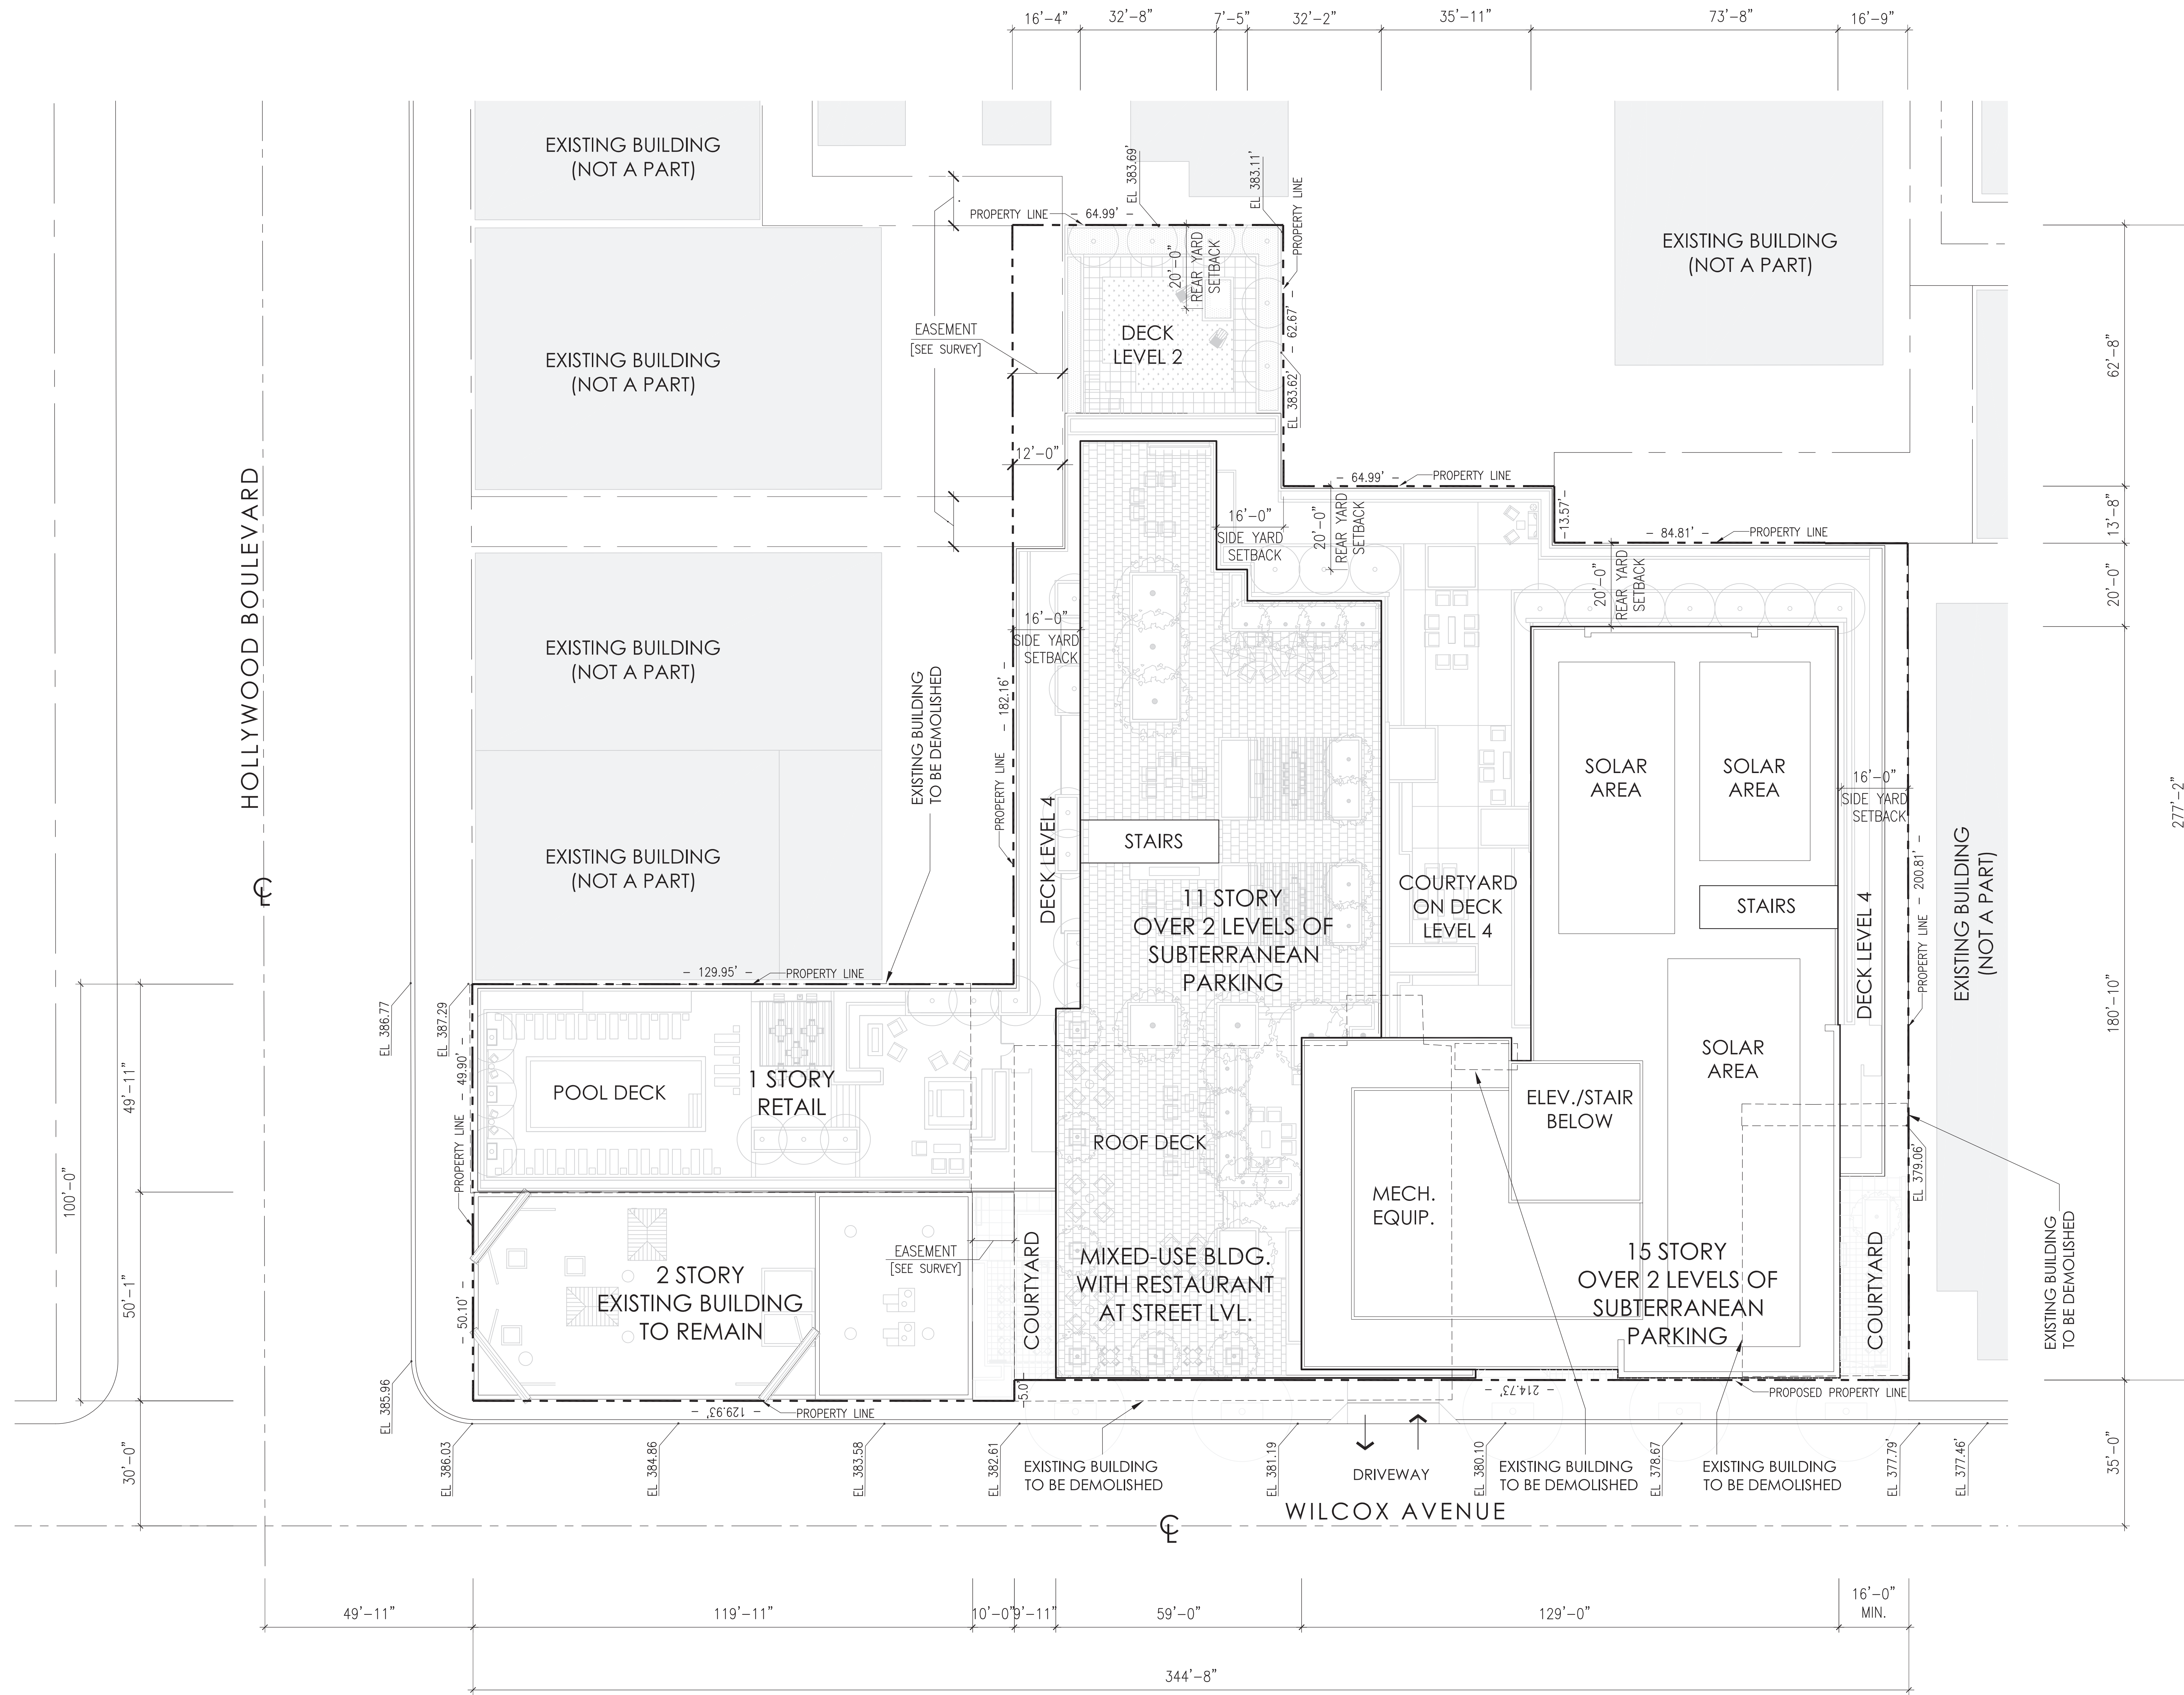 16'-4"
32'-8"
7'-5"
32'-2"
35'-11"
73'-8"
16'-9"
EXISTING BUILDING
(NOT A PART)
EL 383.69'
EL 383.11'
PROPERTY LINE
- 64.99' -
PROPERTY LINE
20'-0"
REAR YARD
SETBACK
EXISTING BUILDING
(NOT A PART)
EASEMENT
[SEE SURVEY]
DECK
LEVEL 2
- 62.67' -
EL 383.62'
EXISTING BUILDING
(NOT A PART)
62'-8"
12'-0"
- 64.99' -
PROPERTY LINE
16'-0"
SIDE YARD
SETBACK
20'-0"
REAR YARD
SETBACK
-13.57'-
- 84.81' -
PROPERTY LINE
13'-8"
20'-0"
REAR YARD
SETBACK
20'-0"
HOLLYWOOD BOULEVARD
CL
EXISTING BUILDING
(NOT A PART)
16'-0"
SIDE YARD
SETBACK
- 182.16' -
PROPERTY LINE
EXISTING BUILDING
TO BE DEMOLISHED
DECK LEVEL 4
STAIRS
SOLAR
AREA
SOLAR
AREA
16'-0"
SIDE YARD
SETBACK
277'-2"
EXISTING BUILDING
(NOT A PART)
11 STORY
OVER 2 LEVELS OF
SUBTERRANEAN
PARKING
COURTYARD
ON DECK
LEVEL 4
STAIRS
DECK LEVEL 4
PROPERTY LINE - 200.81' -
EXISTING BUILDING
(NOT A PART)
- 129.95' -
PROPERTY LINE
EL 386.77
EL 387.29
180'-10"
PROPERTY LINE - 49.90' -
49'-11"
100'-0"
POOL DECK
1 STORY
RETAIL
SOLAR
AREA
ELEV./STAIR
BELOW
ROOF DECK
EL 379.06'
MECH.
EQUIP.
50'-1"
- 50.10' -
2 STORY
EXISTING BUILDING
TO REMAIN
EASEMENT
[SEE SURVEY]
COURTYARD
MIXED-USE BLDG.
WITH RESTAURANT
AT STREET LVL.
15 STORY
OVER 2 LEVELS OF
SUBTERRANEAN
PARKING
COURTYARD
EXISTING BUILDING
TO BE DEMOLISHED
-5.0'-
- 214.73' -
PROPOSED PROPERTY LINE
- 129.93' -
PROPERTY LINE
EL 385.96
30'-0"
EL 386.03
EL 384.86
EL 383.58
EL 382.61
EXISTING BUILDING
TO BE DEMOLISHED
EL 381.19
DRIVEWAY
EL 380.10
EXISTING BUILDING
TO BE DEMOLISHED
EL 378.67
EXISTING BUILDING
TO BE DEMOLISHED
EL 377.79'
EL 377.46'
35'-0"
WILCOX AVENUE
CL
49'-11"
119'-11"
10'-0"
9'-11"
59'-0"
129'-0"
16'-0"
MIN.
344'-8"